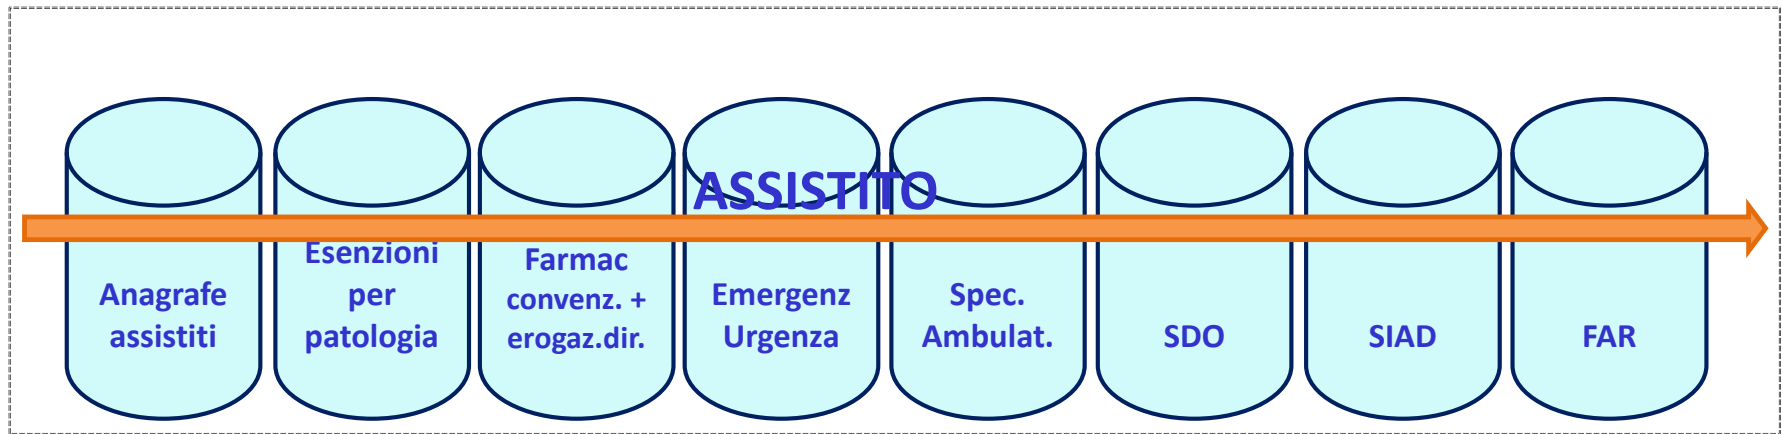 ASSISTITO
Anagrafe
assistiti
Esenzioni
per
patologia
Farmac
convenz. +
erogaz.dir.
Emergenz
Urgenza
Spec.
Ambulat.
SDO
SIAD
FAR